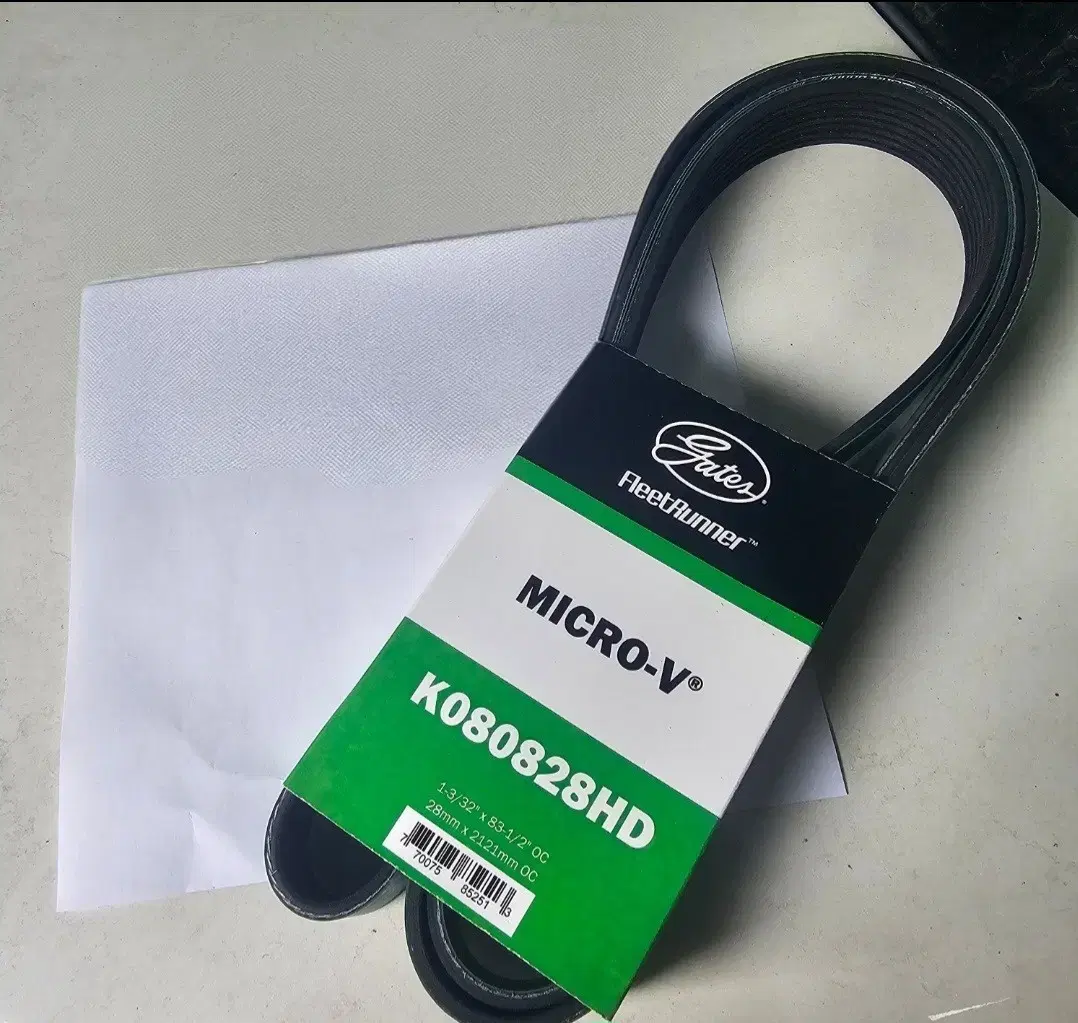 Gates
FleetRunner™
MICRO-V®
K080828HD
1-3/32" x 83-1/2" OC
28mm x 2121mm OC
7 70075 85251 3